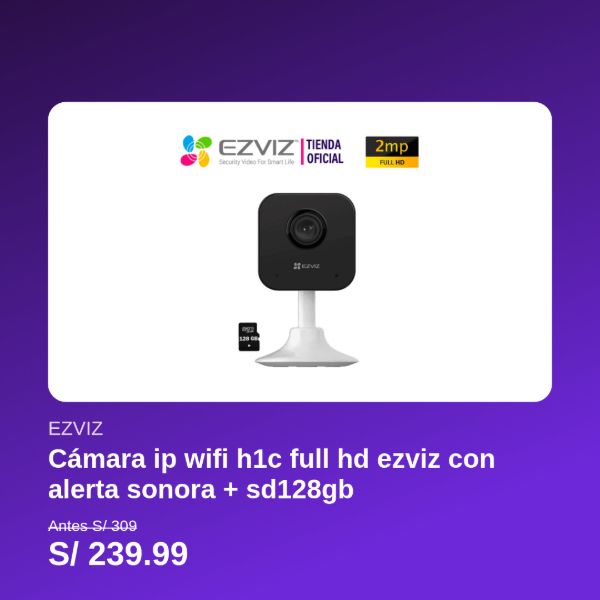 EZVIZ
Security Video For Smart Life
TIENDA
OFICIAL
2mp
FULL HD
EZVIZ
128 GB
EZVIZ
Cámara ip wifi h1c full hd ezviz con
alerta sonora + sd128gb
Antes S/ 309
S/ 239.99